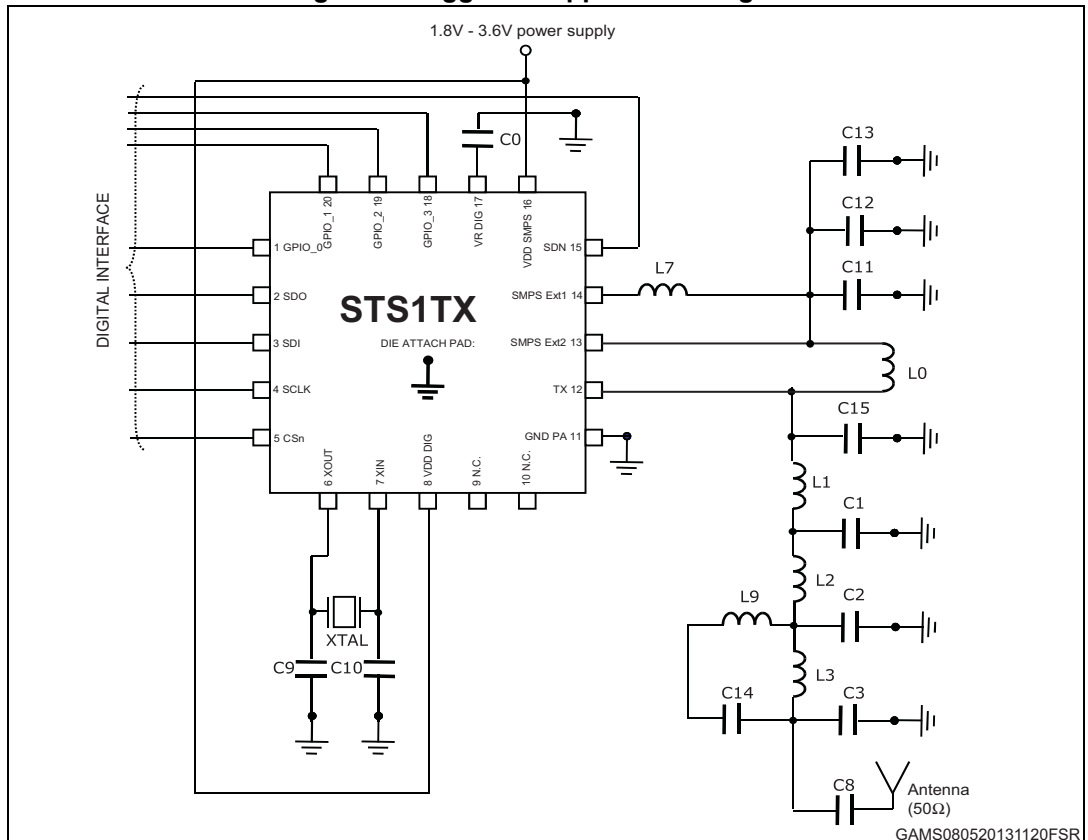 1.8V - 3.6V power supply
C0
C13
C12
C11
DIGITAL INTERFACE
GPIO_1 20
GPIO_2 19
GPIO_3 18
VR DIG 17
VDD SMPS 16
1 GPIO_0
SDN 15
L7
2 SDO
STS1TX
SMPS Ext1 14
3 SDI
DIE ATTACH PAD:
SMPS Ext2 13
L0
4 SCLK
TX 12
C15
5 CSn
GND PA 11
6 XOUT
7 XIN
8 VDD DIG
9 N.C.
10 N.C.
L1
C1
L2
L9
C2
XTAL
C9
C10
L3
C14
C3
C8
Antenna
(50Ω)
GAMS080520131120FSR